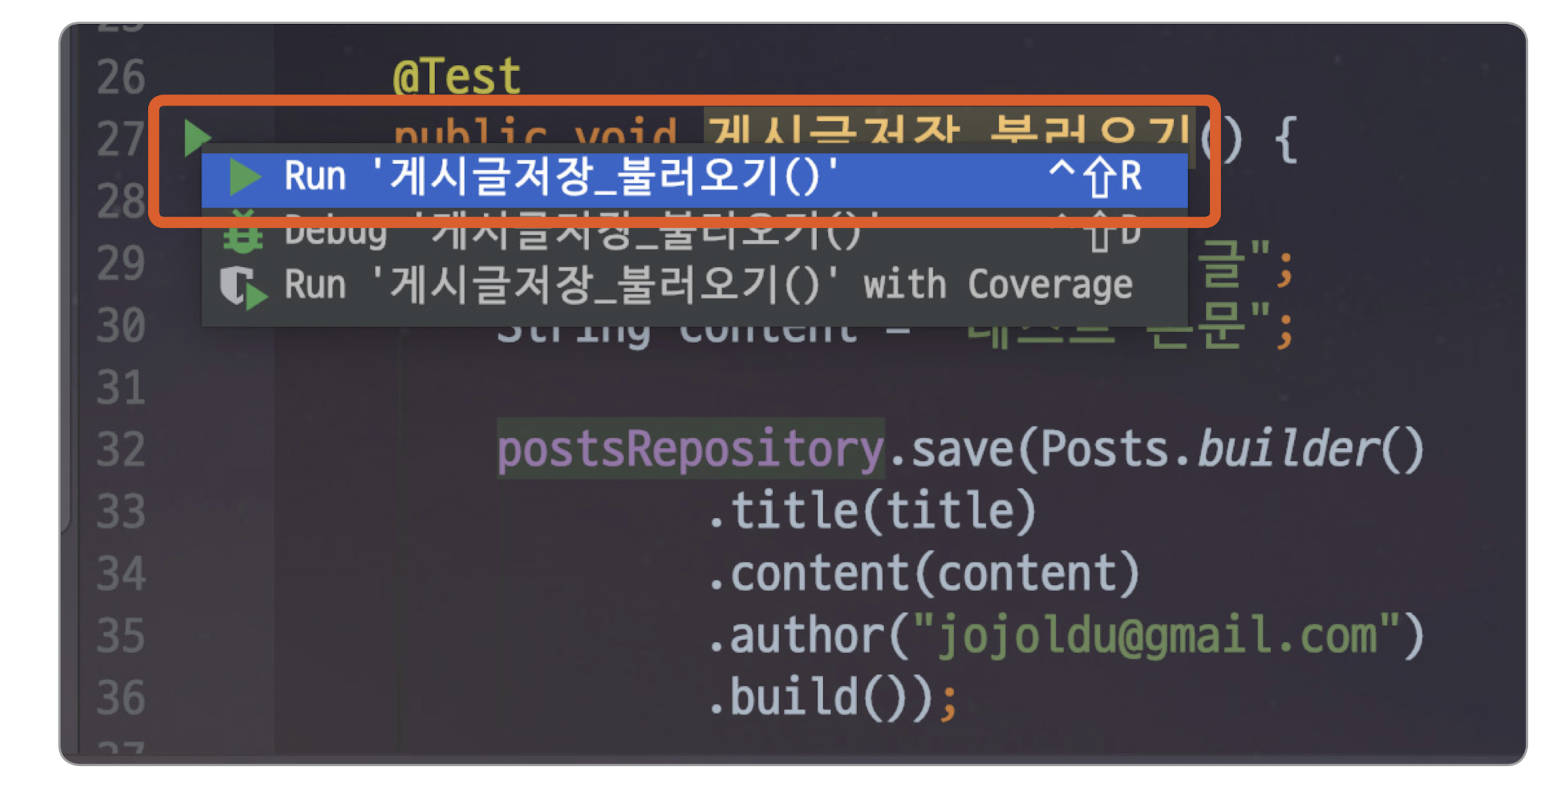 26 @Test
27 public void 게시글저장_불러오기() {
Run '게시글저장_불러오기()' ^⇧R
28
Debug '게시글저장_불러오기()' ^⇧D
29 글";
Run '게시글저장_불러오기()' with Coverage
30 String content = "테스트 본문";
31
32 postsRepository.save(Posts.builder()
33 .title(title)
34 .content(content)
35 .author("jojoldu@gmail.com")
36 .build());
37